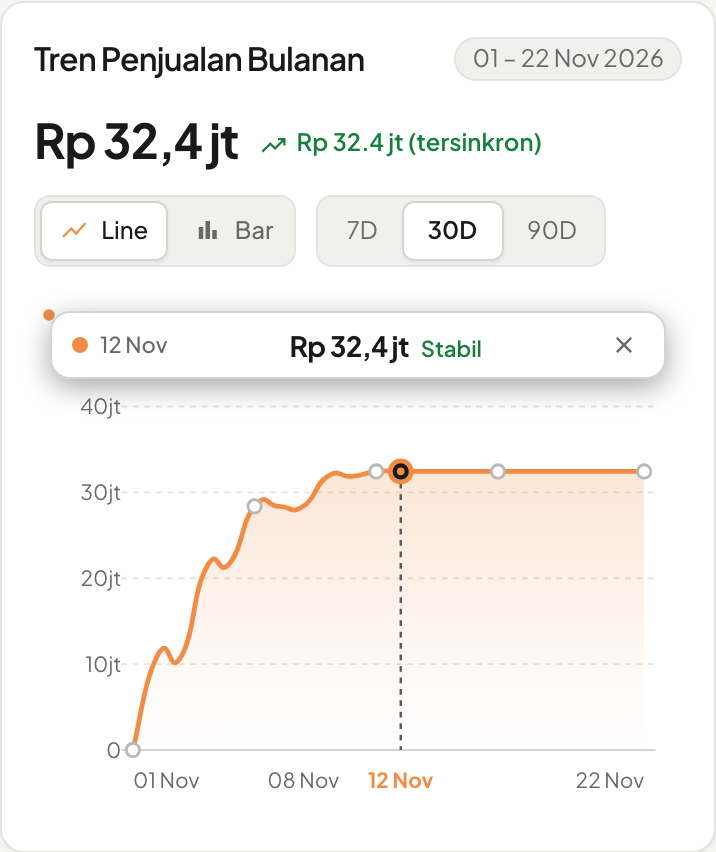 Tren Penjualan Bulanan
01 – 22 Nov 2026
Rp 32,4 jt
Rp 32.4 jt (tersinkron)
Line Bar 7D 30D 90D
12 Nov Rp 32,4 jt Stabil
40jt
30jt
20jt
10jt
0
01 Nov 08 Nov 12 Nov 22 Nov